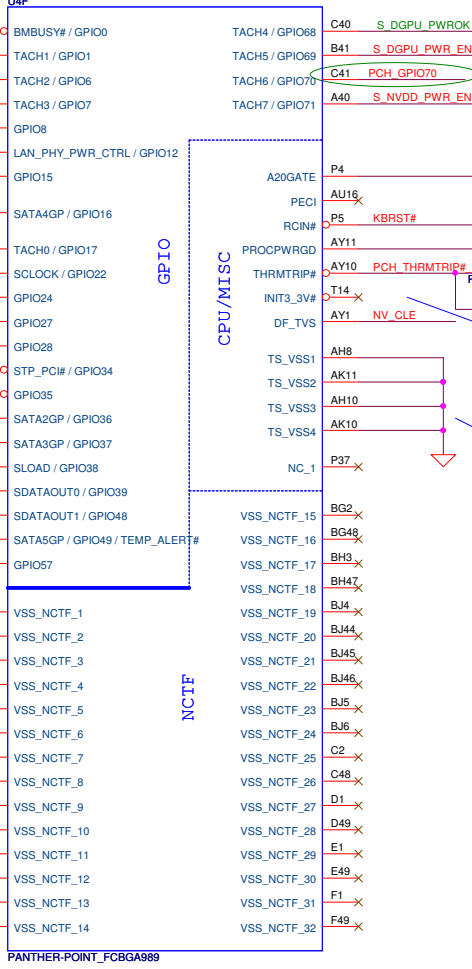 U4F
BMBUSY# / GPIO0 TACH4 / GPIO68 C40 S_DGPU_PWROK
TACH1 / GPIO1 TACH5 / GPIO69 B41 S_DGPU_PWR_EN
TACH2 / GPIO6 TACH6 / GPIO70 C41 PCH_GPIO70
TACH3 / GPIO7 TACH7 / GPIO71 A40 S_NVDD_PWR_EN
GPIO8
LAN_PHY_PWR_CTRL / GPIO12
GPIO15 A20GATE P4
PECI AU16
SATA4GP / GPIO16 RCIN# P5 KBRST#
TACH0 / GPIO17 PROCPWRGD AY11
SCLOCK / GPIO22 THRMTRIP# AY10 PCH_THRMTRIP#
GPIO24 INIT3_3V# T14
GPIO27 DF_TVS AY1 NV_CLE
GPIO28 TS_VSS1 AH8
STP_PCI# / GPIO34 TS_VSS2 AK11
GPIO35 TS_VSS3 AH10
SATA2GP / GPIO36 TS_VSS4 AK10
SATA3GP / GPIO37
SLOAD / GPIO38 NC_1 P37
SDATAOUT0 / GPIO39
SDATAOUT1 / GPIO48 VSS_NCTF_15 BG2
SATA5GP / GPIO49 / TEMP_ALERT# VSS_NCTF_16 BG48
GPIO57 VSS_NCTF_17 BH3
VSS_NCTF_18 BH47
VSS_NCTF_1 VSS_NCTF_19 BJ4
VSS_NCTF_2 VSS_NCTF_20 BJ44
VSS_NCTF_3 VSS_NCTF_21 BJ45
VSS_NCTF_4 VSS_NCTF_22 BJ46
VSS_NCTF_5 VSS_NCTF_23 BJ5
VSS_NCTF_6 VSS_NCTF_24 BJ6
VSS_NCTF_7 VSS_NCTF_25 C2
VSS_NCTF_8 VSS_NCTF_26 C48
VSS_NCTF_9 VSS_NCTF_27 D1
VSS_NCTF_10 VSS_NCTF_28 D49
VSS_NCTF_11 VSS_NCTF_29 E1
VSS_NCTF_12 VSS_NCTF_30 E49
VSS_NCTF_13 VSS_NCTF_31 F1
VSS_NCTF_14 VSS_NCTF_32 F49
GPIO
CPU/MISC
NCTF
PANTHER-POINT_FCBGA989